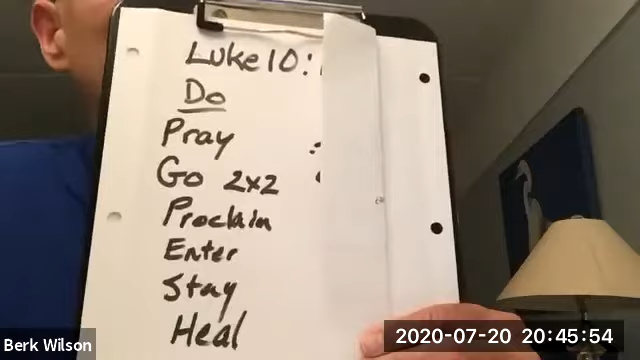 Luke 10:
Do
Pray
Go 2x2
Proclaim
Enter
Stay
Heal
Berk Wilson
2020-07-20 20:45:54